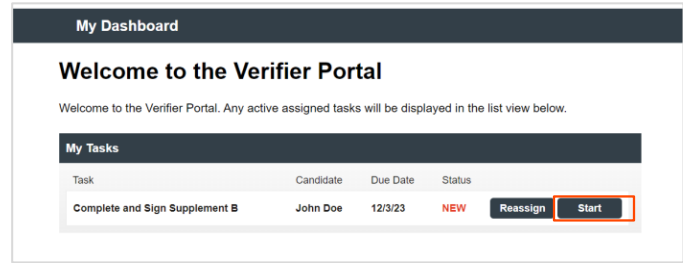 My Dashboard
Welcome to the Verifier Portal
Welcome to the Verifier Portal. Any active assigned tasks will be displayed in the list view below.
My Tasks
Task Candidate Due Date Status
Complete and Sign Supplement B John Doe 12/3/23 NEW Reassign Start